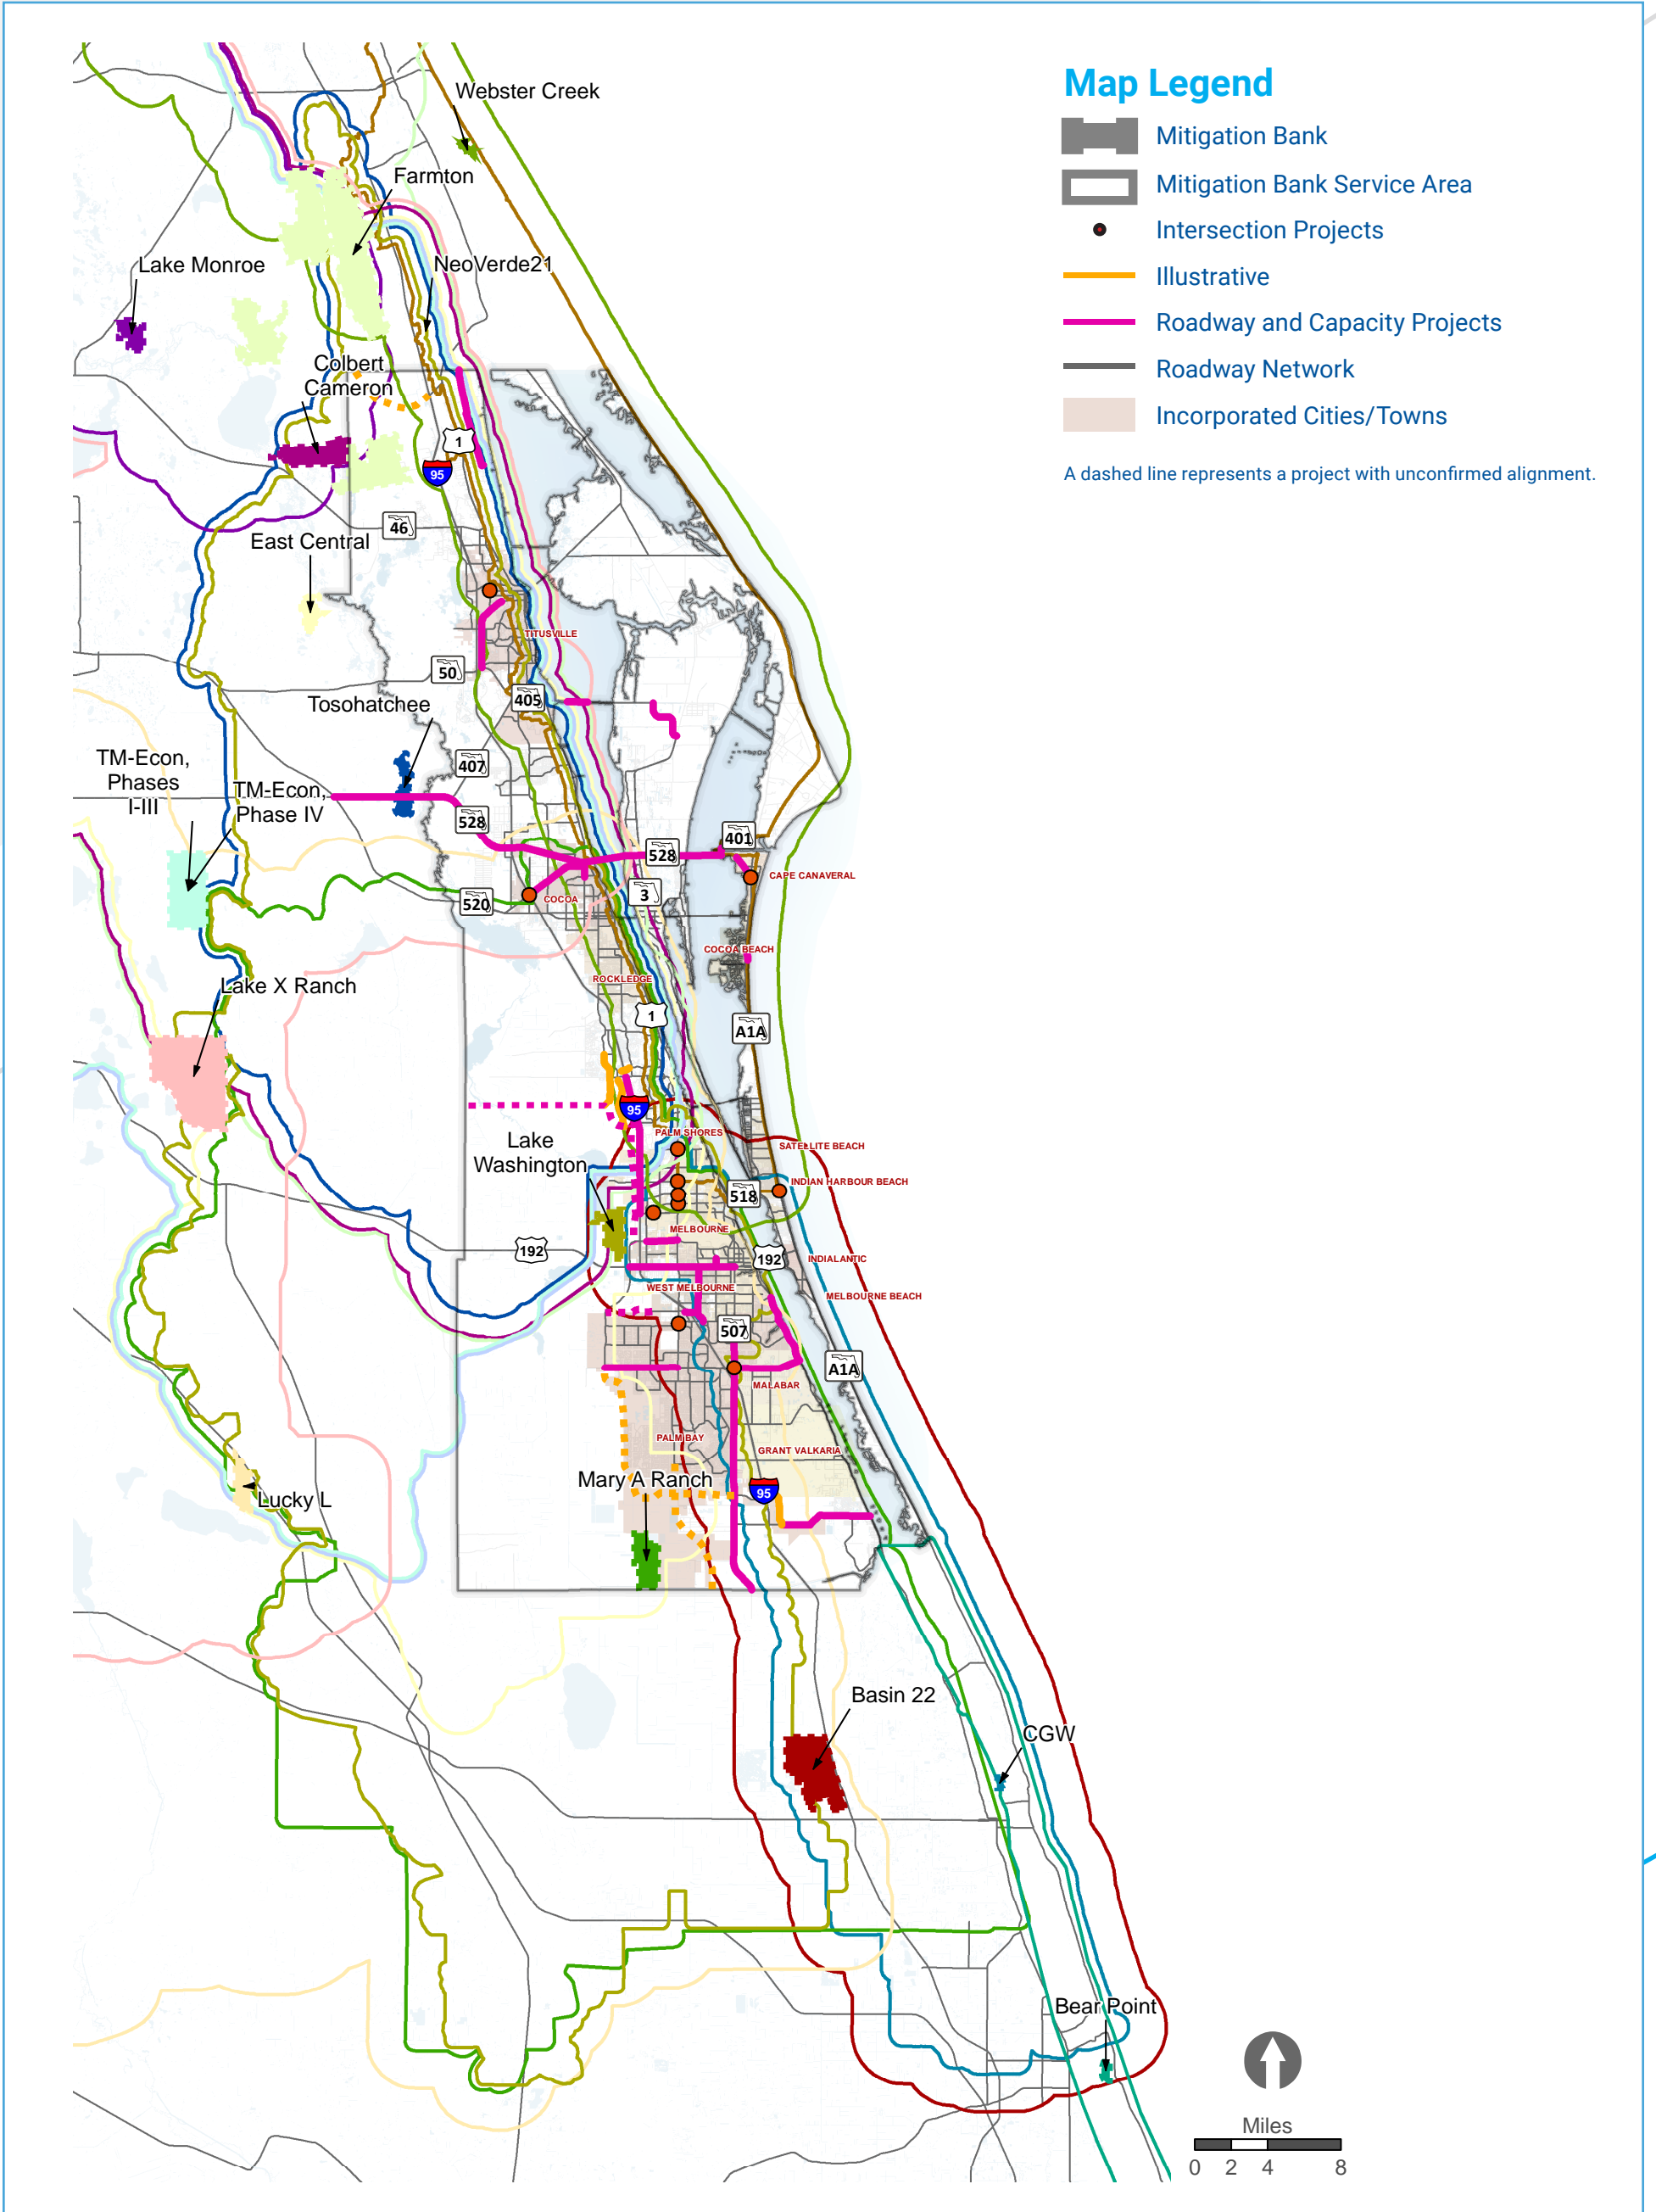 Map Legend
Mitigation Bank
Mitigation Bank Service Area
Intersection Projects
Illustrative
Roadway and Capacity Projects
Roadway Network
Incorporated Cities/Towns
A dashed line represents a project with unconfirmed alignment.
Webster Creek
Farmton
Lake Monroe
NeoVerde21
Colbert
Cameron
1
95
46
East Central
TITUSVILLE
50
405
Tosohatchee
407
TM-Econ,
Phases
I-III
TM-Econ,
Phase IV
528
401
528
CAPE CANAVERAL
3
520
COCOA
COCOA BEACH
ROCKLEDGE
Lake X Ranch
1
A1A
95
PALM SHORES
Lake
Washington
SATELLITE BEACH
INDIAN HARBOUR BEACH
518
MELBOURNE
192
192
INDIALANTIC
WEST MELBOURNE
MELBOURNE BEACH
507
A1A
MALABAR
PALM BAY
GRANT VALKARIA
Mary A Ranch
95
Lucky L
Basin 22
CGW
Bear Point
Miles
0 2 4 8